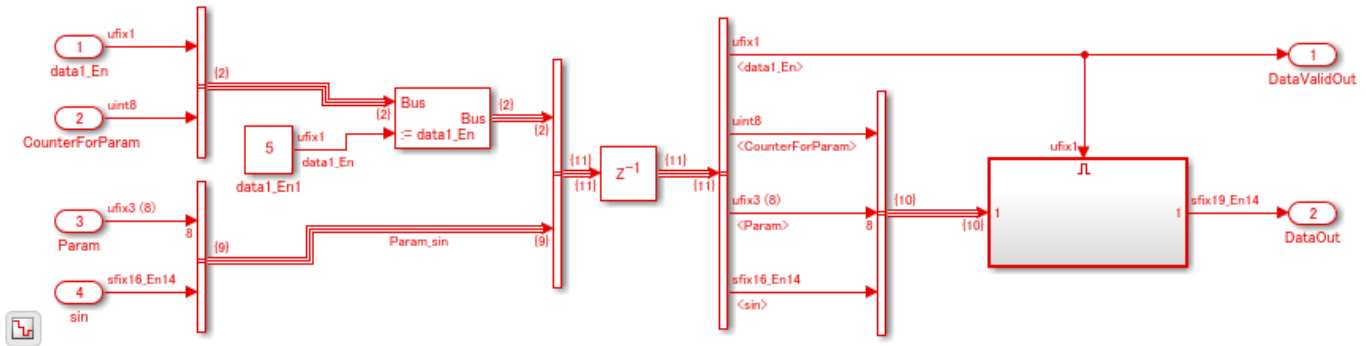 1
ufix1
data1_En
2
uint8
CounterForParam
{2}
{2}
5
data1_En1
ufix1
data1_En
Bus
:= data1_En
Bus
{2}
{2}
3
ufix3 (8)
8
Param
4
sfix16_En14
sin
{9}
Param_sin
{9}
{11}
{11}
z⁻¹
{11}
{11}
ufix1
<data1_En>
uint8
<CounterForParam>
ufix3 (8)
<Param>
8
sfix16_En14
<sin>
{10}
{10}
ufix1
1
1
sfix19_En14
1
DataValidOut
2
DataOut